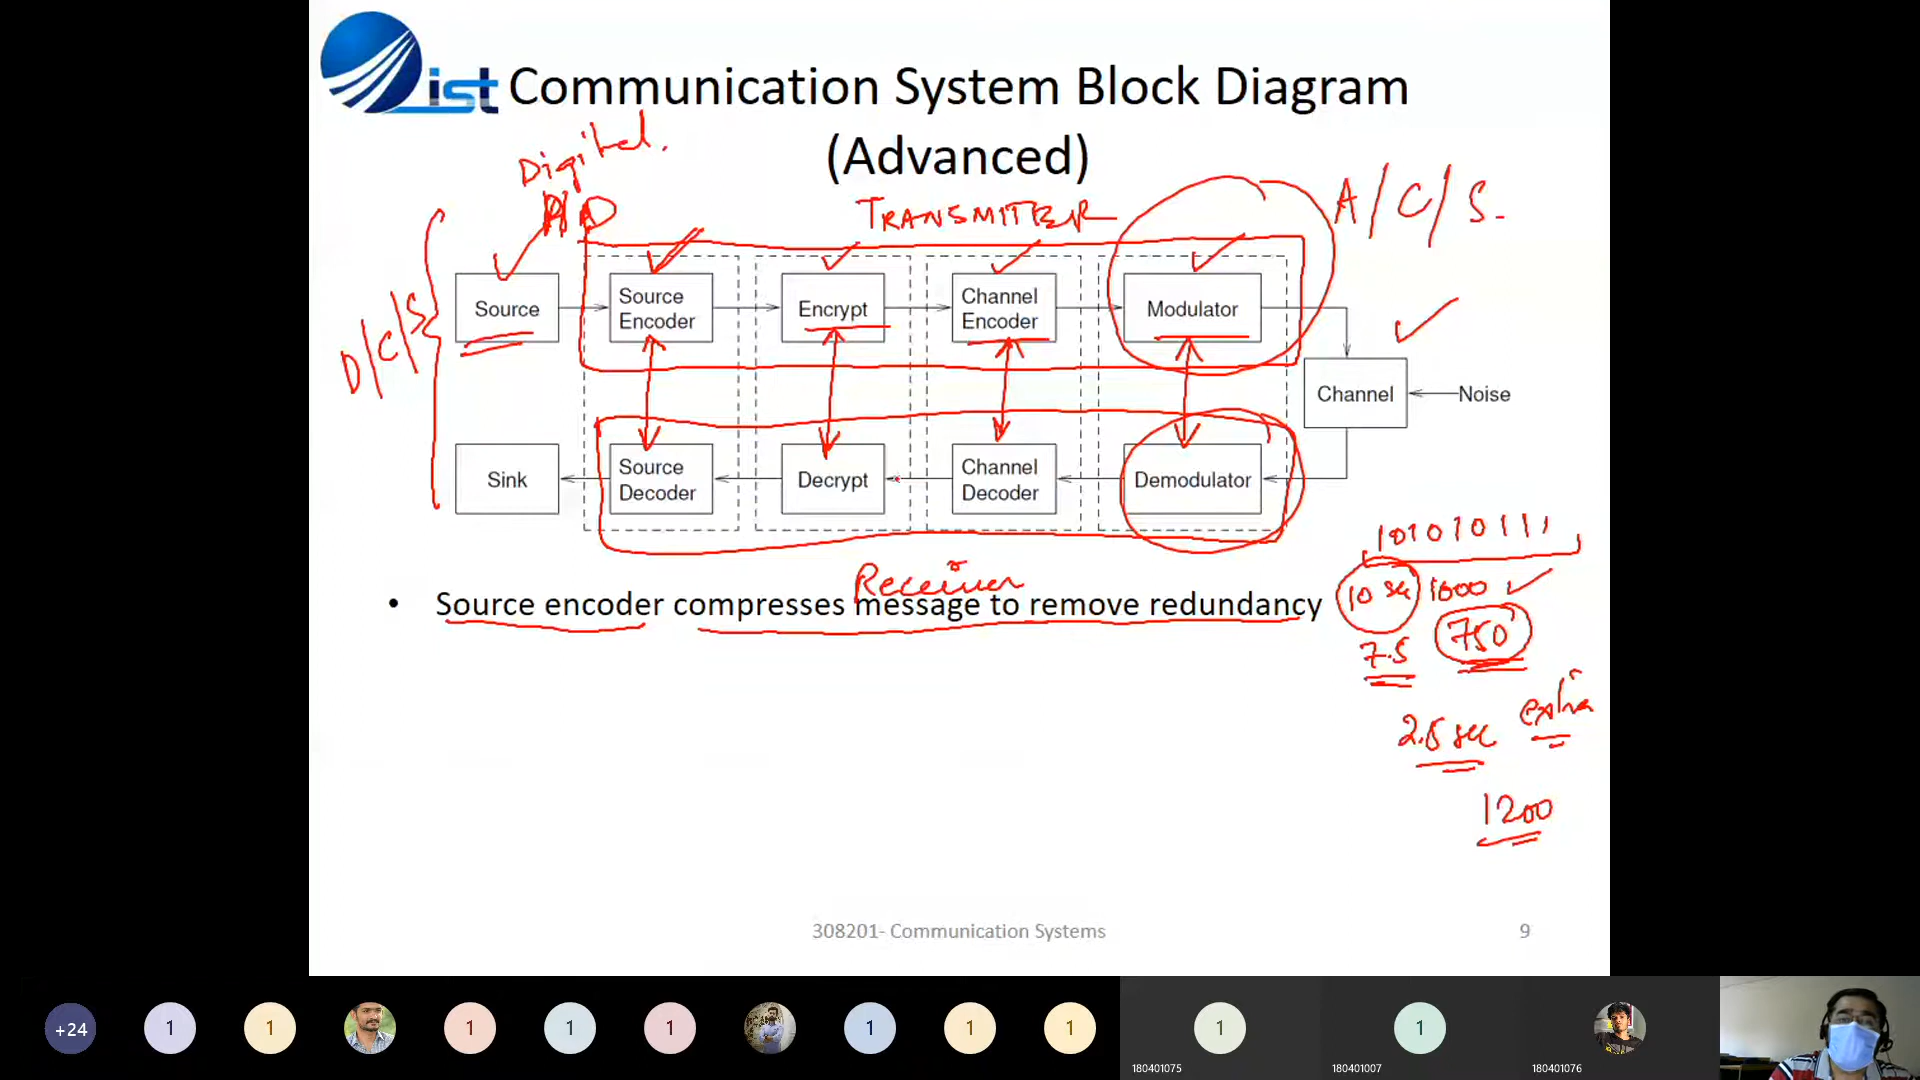 ist Communication System Block Diagram
(Advanced)
Digital.
A/D
TRANSMITER
A/C/S.
D/C/S
Source
Source
Encoder
Encrypt
Channel
Encoder
Modulator
Channel
Noise
Sink
Source
Decoder
Decrypt
Channel
Decoder
Demodulator
Receiver
101010111
10 sec 1000
7.5 750
2.5 sec extra
1200
• Source encoder compresses message to remove redundancy
308201- Communication Systems
9
+24
1
1
1
1
1
1
1
1
1
1
180401075
180401007
180401076